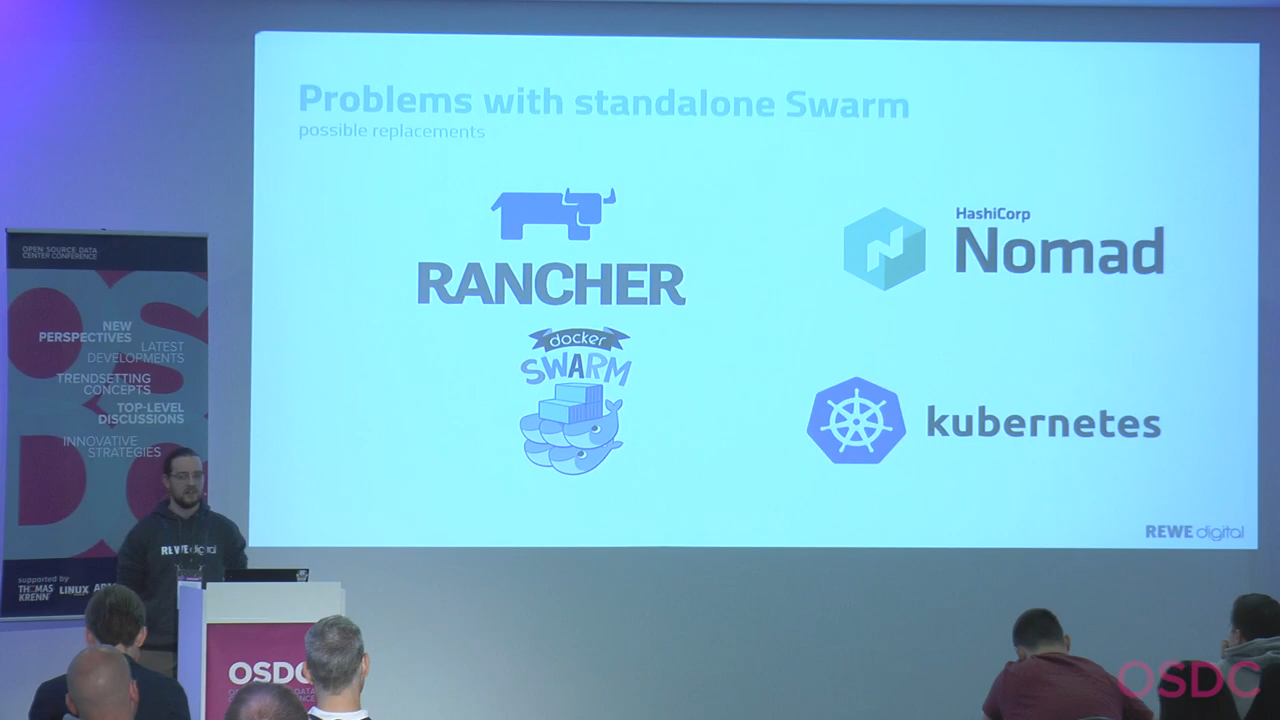 Problems with standalone Swarm
possible replacements
RANCHER
HashiCorp
Nomad
docker
SWARM
kubernetes
REWE digital
OPEN SOURCE DATA
CENTER CONFERENCE
NEW
PERSPECTIVES
LATEST
DEVELOPMENTS
TRENDSETTING
CONCEPTS
TOP-LEVEL
DISCUSSIONS
INNOVATIVE
STRATEGIES
supported by
THOMAS
KRENN
LINUX
REWE digital
OSDC
OSDC